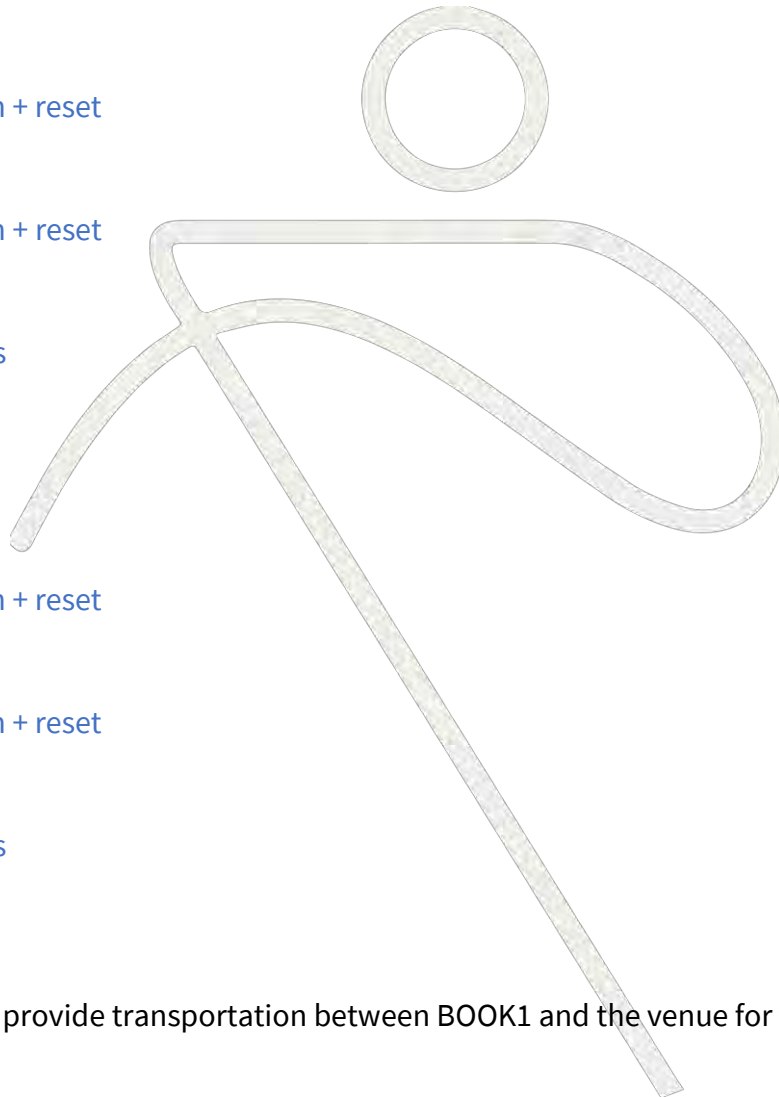 + reset
+ reset
+ reset
+ reset
provide transportation between BOOK1 and the venue for